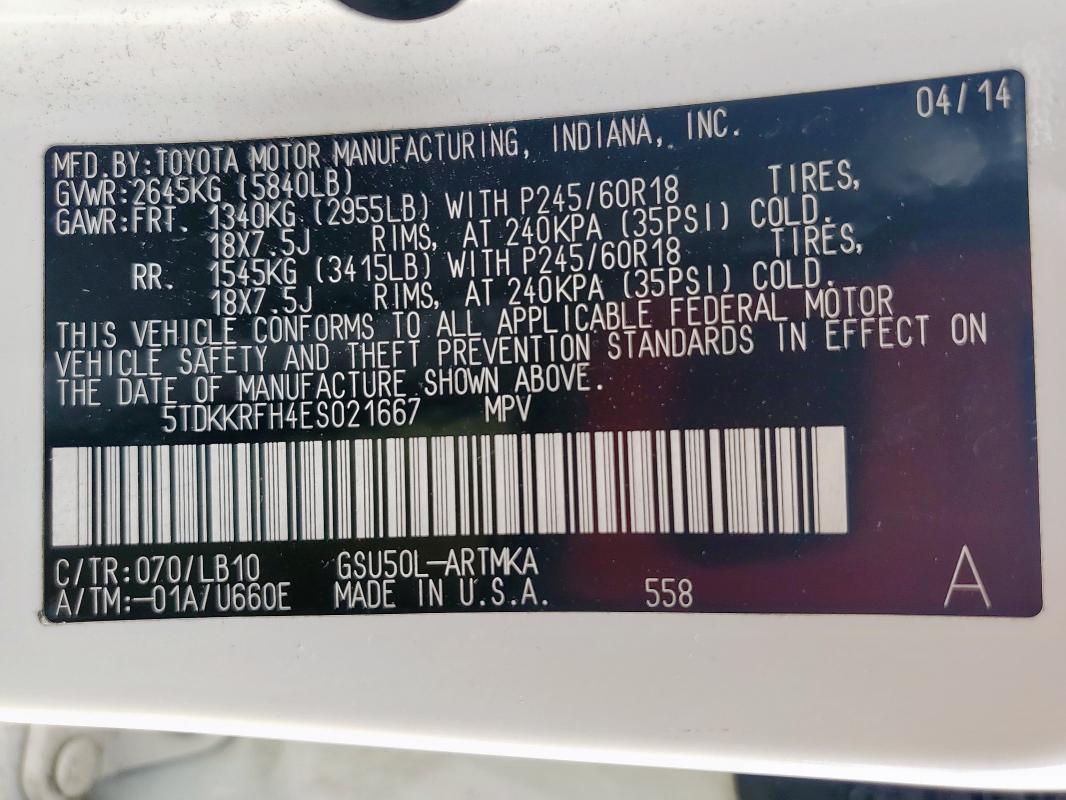 04/14
MFD.BY:TOYOTA MOTOR MANUFACTURING, INDIANA, INC.
GVWR:2645KG (5840LB)
GAWR:FRT. 1340KG (2955LB) WITH P245/60R18 TIRES,
18X7.5J RIMS, AT 240KPA (35PSI) COLD.
RR. 1545KG (3415LB) WITH P245/60R18 TIRES,
18X7.5J RIMS, AT 240KPA (35PSI) COLD.
THIS VEHICLE CONFORMS TO ALL APPLICABLE FEDERAL MOTOR
VEHICLE SAFETY AND THEFT PREVENTION STANDARDS IN EFFECT ON
THE DATE OF MANUFACTURE SHOWN ABOVE.
5TDKKRFH4ES021667 MPV
C/TR:070/LB10 GSU50L-ARTMKA
A/TM:-01A/U660E MADE IN U.S.A. 558 A